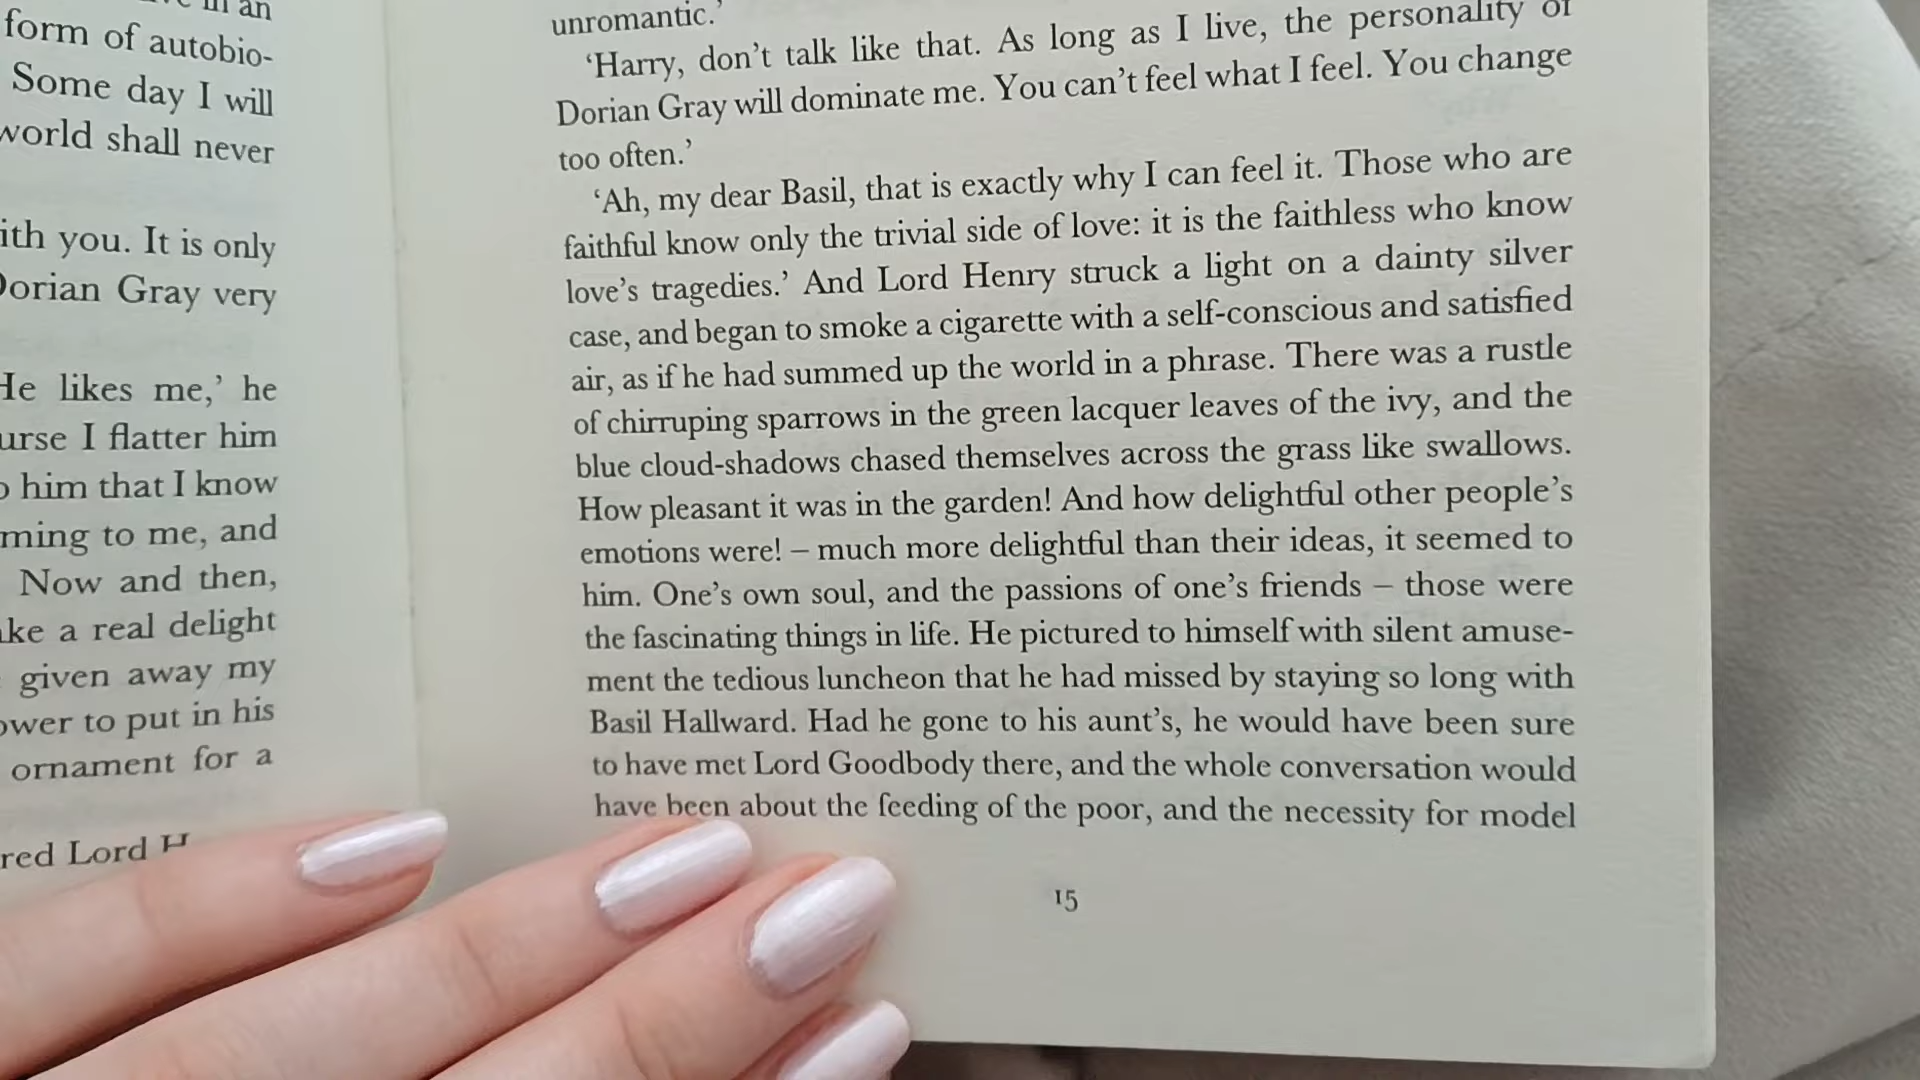 in an
form of autobio-
Some day I will
world shall never
with you. It is only
Dorian Gray very
He likes me,’ he
I flatter him
him that I know
to me, and
Now and then,
a real delight
given away my
to put in his
ornament for a
Lord
unromantic.’
‘Harry, don’t talk like that. As long as I live, the personality of
Dorian Gray will dominate me. You can’t feel what I feel. You change
too often.’
‘Ah, my dear Basil, that is exactly why I can feel it. Those who are
faithful know only the trivial side of love: it is the faithless who know
love’s tragedies.’ And Lord Henry struck a light on a dainty silver
case, and began to smoke a cigarette with a self-conscious and satisfied
air, as if he had summed up the world in a phrase. There was a rustle
of chirruping sparrows in the green lacquer leaves of the ivy, and the
blue cloud-shadows chased themselves across the grass like swallows.
How pleasant it was in the garden! And how delightful other people’s
emotions were! – much more delightful than their ideas, it seemed to
him. One’s own soul, and the passions of one’s friends – those were
the fascinating things in life. He pictured to himself with silent amuse-
ment the tedious luncheon that he had missed by staying so long with
Basil Hallward. Had he gone to his aunt’s, he would have been sure
to have met Lord Goodbody there, and the whole conversation would
have been about the feeding of the poor, and the necessity for model
15